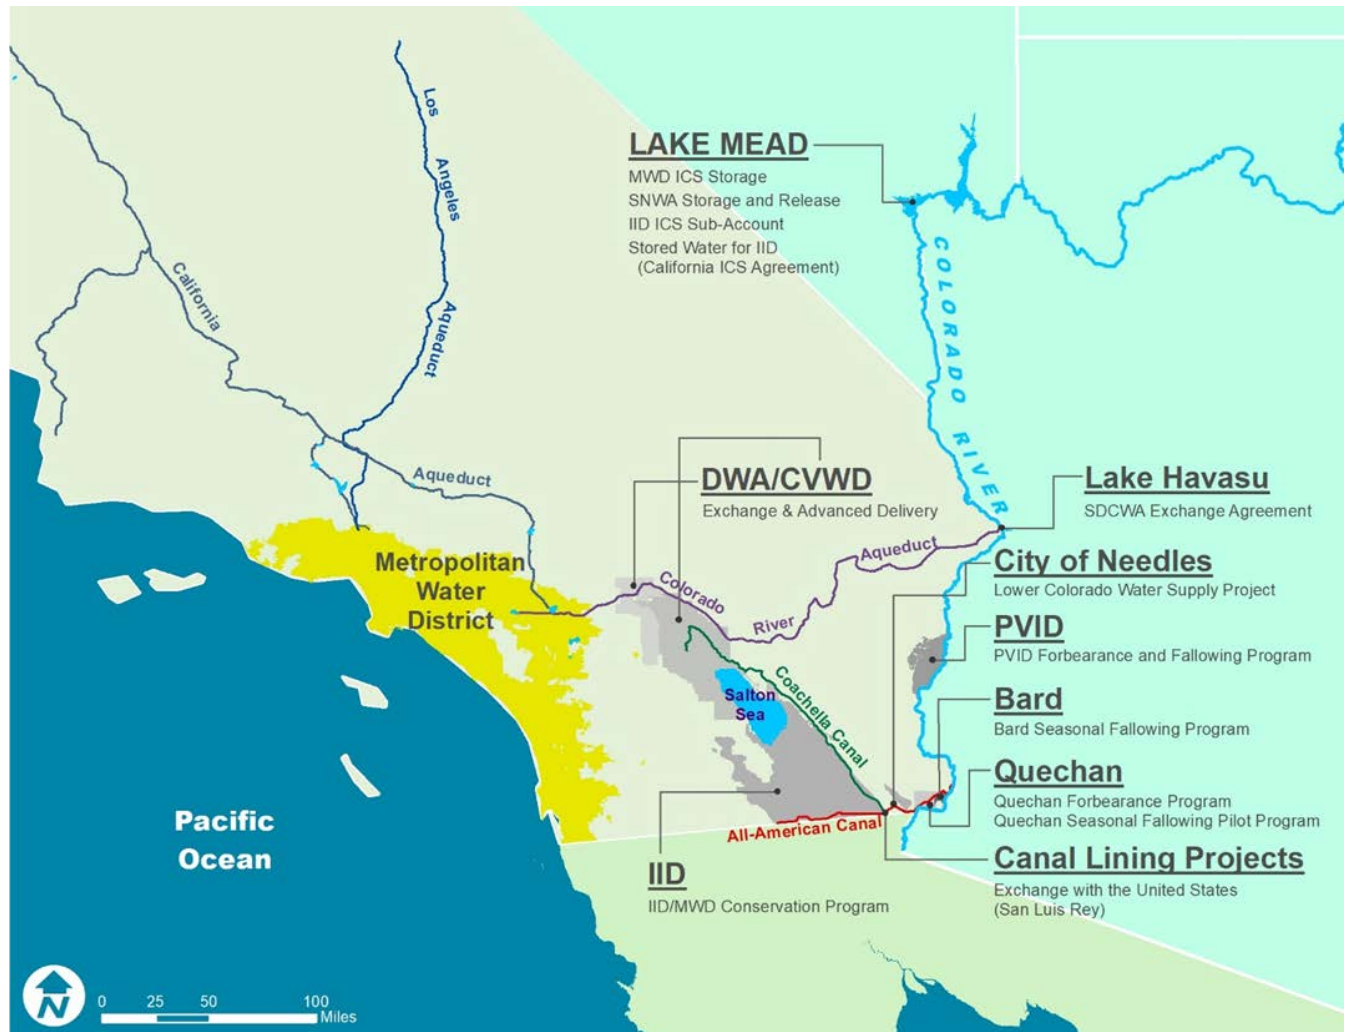 Los
Angeles
Aqueduct
California
Aqueduct
LAKE MEAD
MWD ICS Storage
SNWA Storage and Release
IID ICS Sub-Account
Stored Water for IID
(California ICS Agreement)
COLORADO RIVER
DWA/CVWD
Exchange & Advanced Delivery
Lake Havasu
SDCWA Exchange Agreement
Metropolitan
Water
District
Colorado
River
Aqueduct
City of Needles
Lower Colorado Water Supply Project
PVID
PVID Forbearance and Fallowing Program
Salton
Sea
Coachella Canal
Bard
Bard Seasonal Fallowing Program
Quechan
Quechan Forbearance Program
Quechan Seasonal Fallowing Pilot Program
All-American Canal
Canal Lining Projects
Exchange with the United States
(San Luis Rey)
IID
IID/MWD Conservation Program
Pacific
Ocean
N
0 25 50 100
Miles